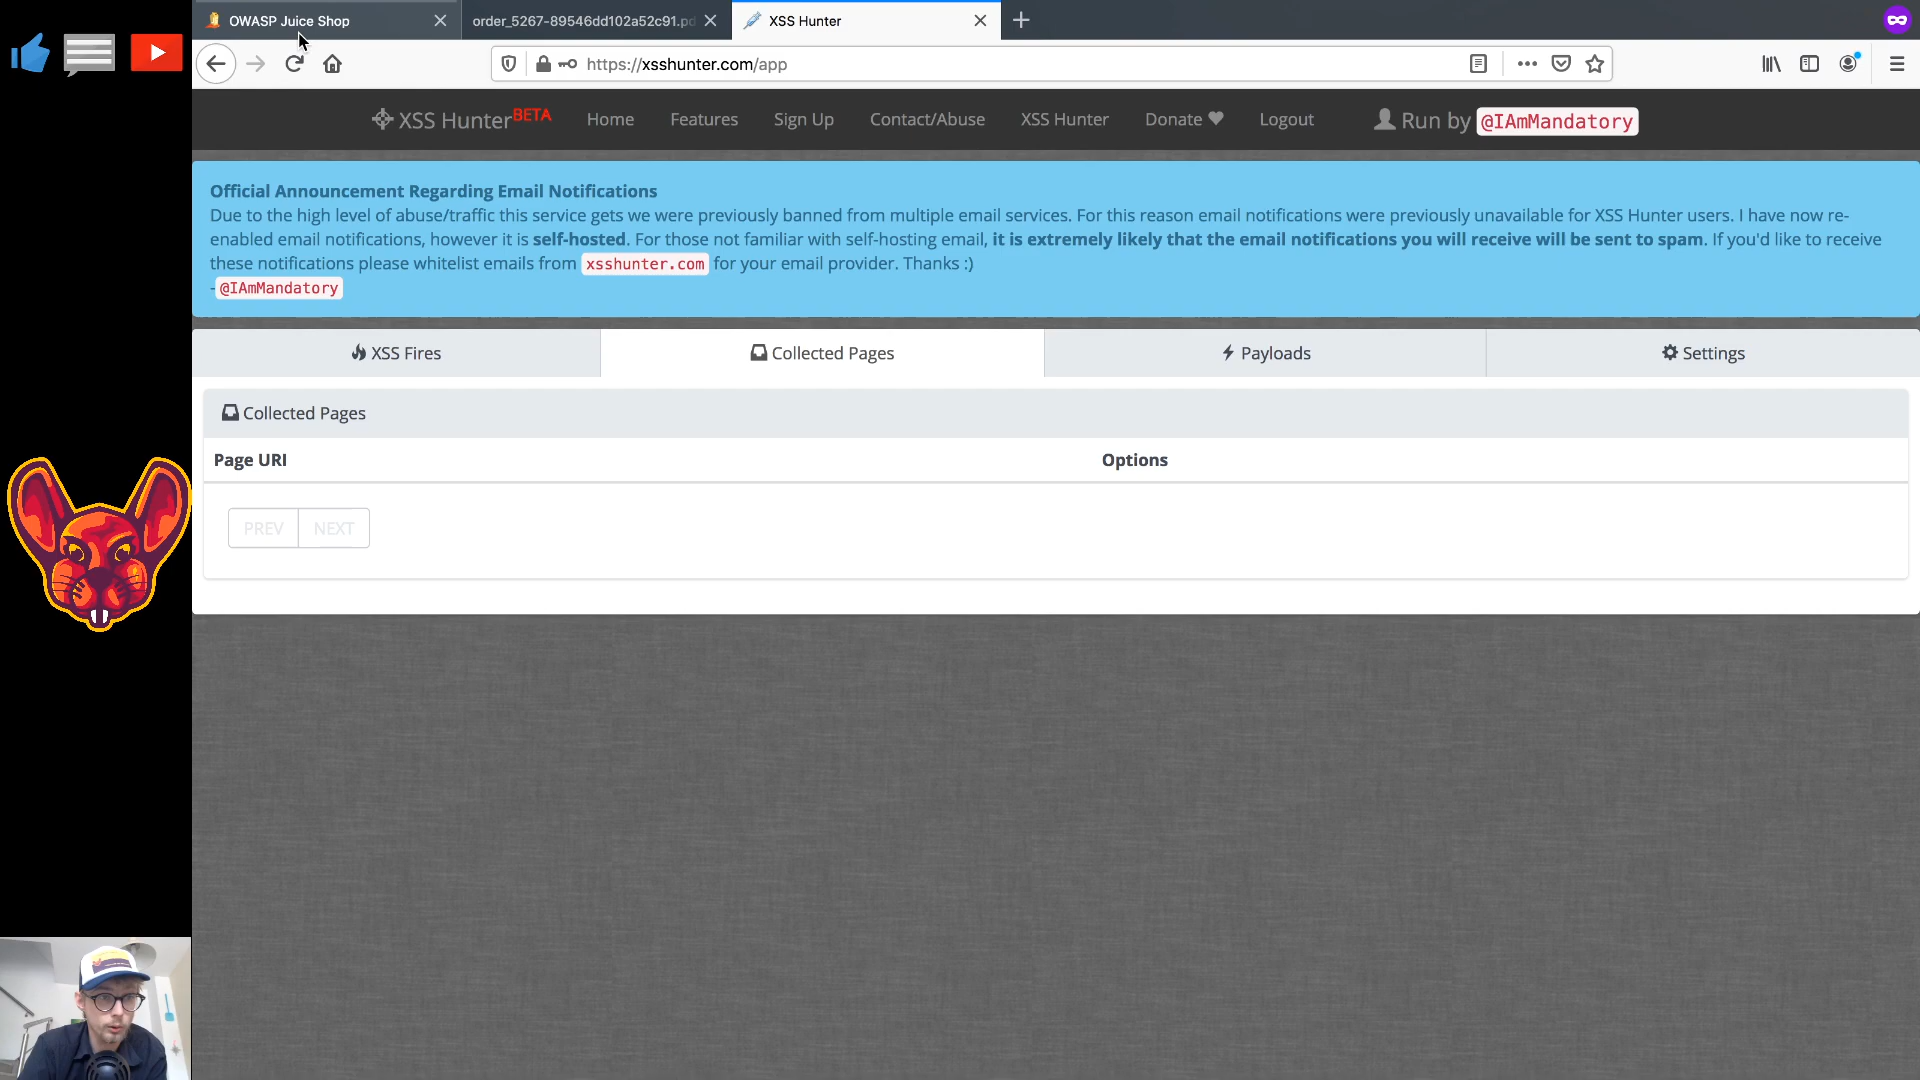 OWASP Juice Shop
order_5267-89546dd102a52c91.pd
XSS Hunter
https://xsshunter.com/app
XSS Hunter BETA
Home
Features
Sign Up
Contact/Abuse
XSS Hunter
Donate
Logout
Run by @IAmMandatory
Official Announcement Regarding Email Notifications
Due to the high level of abuse/traffic this service gets we were previously banned from multiple email services. For this reason email notifications were previously unavailable for XSS Hunter users. I have now re-
enabled email notifications, however it is self-hosted. For those not familiar with self-hosting email, it is extremely likely that the email notifications you will receive will be sent to spam. If you'd like to receive
these notifications please whitelist emails from xsshunter.com for your email provider. Thanks :)
-@IAmMandatory
XSS Fires
Collected Pages
Payloads
Settings
Collected Pages
Page URI
Options
PREV
NEXT